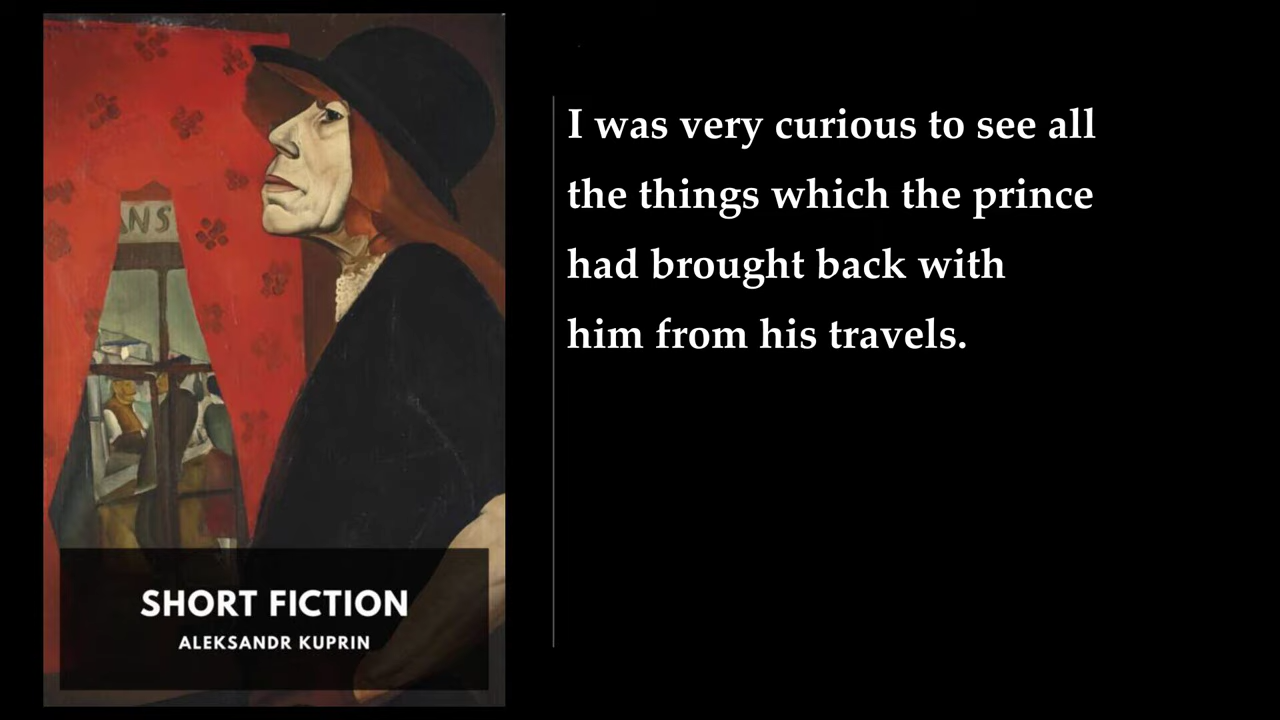 ANS
SHORT FICTION
ALEKSANDR KUPRIN
I was very curious to see all
the things which the prince
had brought back with
him from his travels.